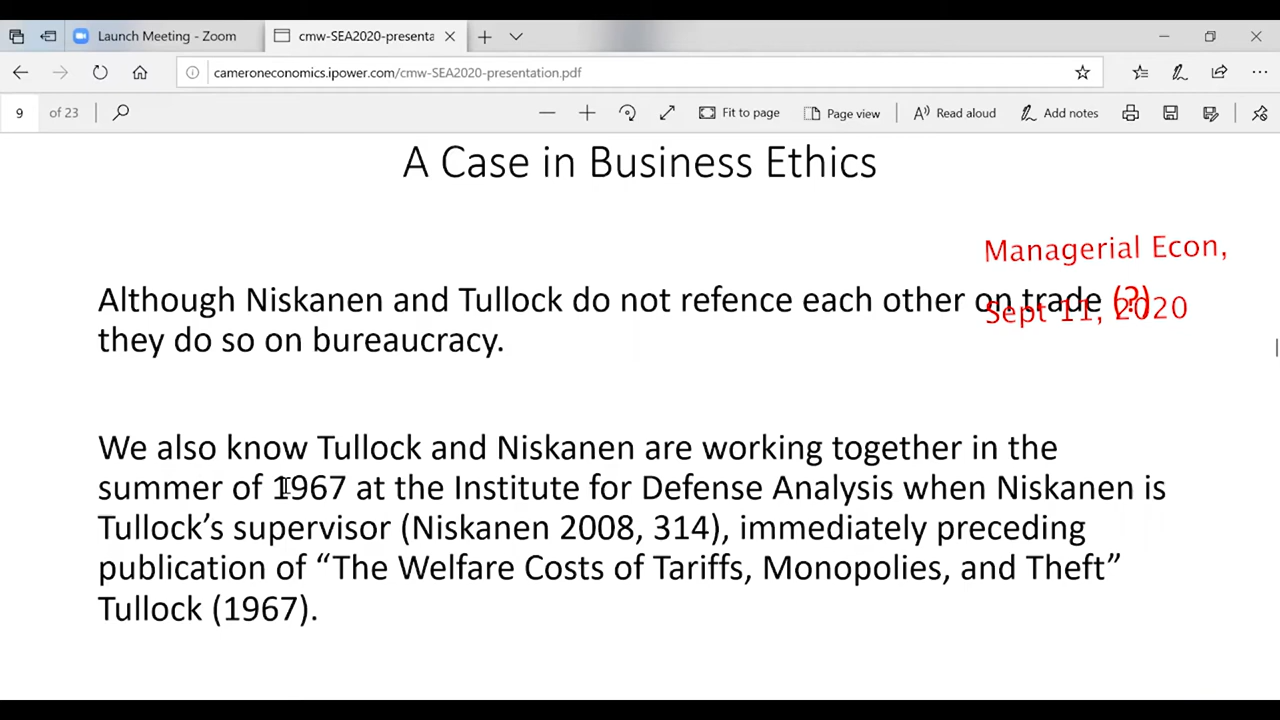 Launch Meeting - Zoom
cmw-SEA2020-presenta
cameroneconomics.ipower.com/cmw-SEA2020-presentation.pdf
9 of 23
Fit to page
Page view
Read aloud
Add notes
A Case in Business Ethics
Managerial Econ,
Sept 11, 2020
Although Niskanen and Tullock do not refence each other on trade (?)
they do so on bureaucracy.
We also know Tullock and Niskanen are working together in the
summer of 1967 at the Institute for Defense Analysis when Niskanen is
Tullock’s supervisor (Niskanen 2008, 314), immediately preceding
publication of “The Welfare Costs of Tariffs, Monopolies, and Theft”
Tullock (1967).